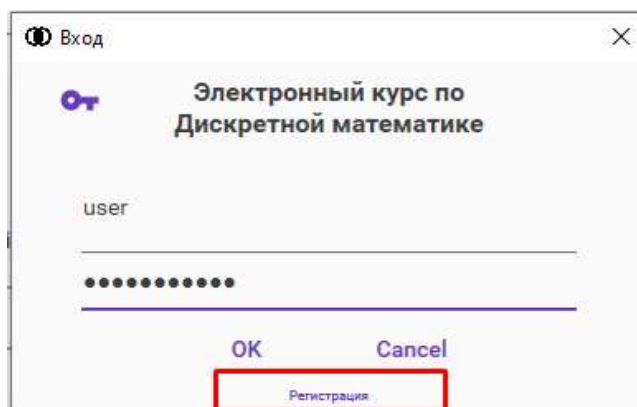 Вход
Электронный курс по
Дискретной математике
user
●●●●●●●●●●●
OK Cancel
Регистрация